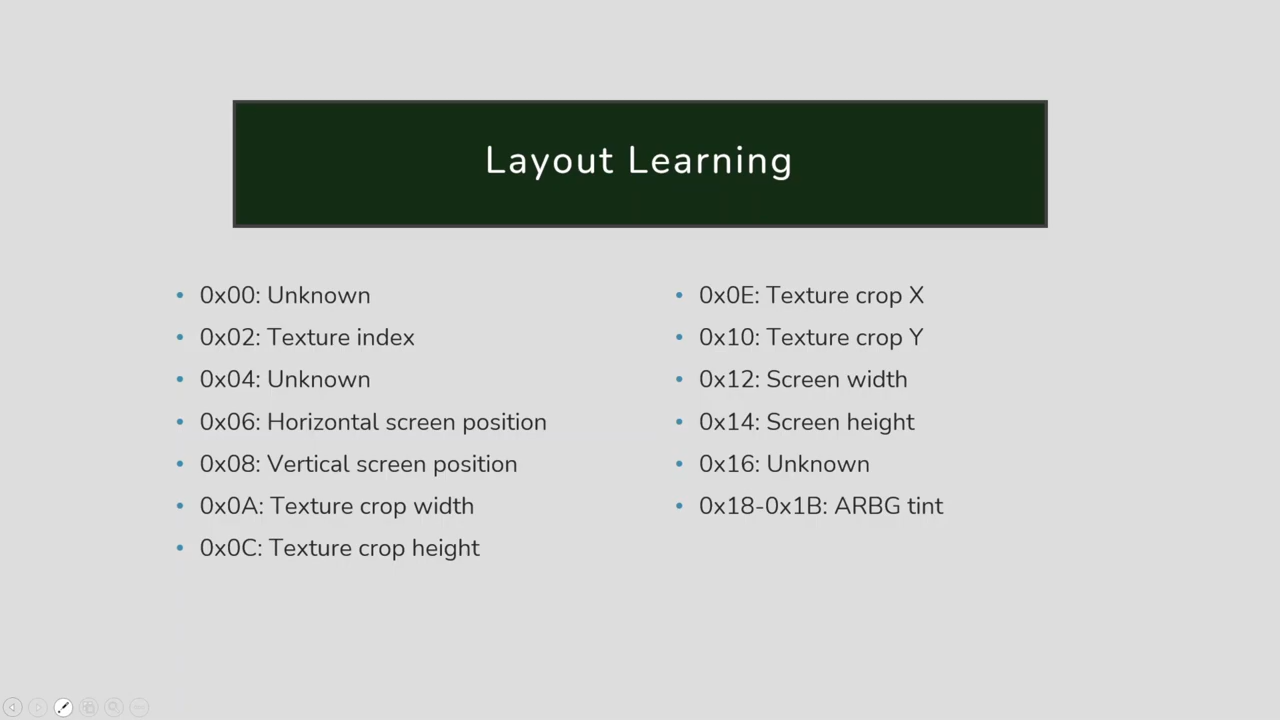 Layout Learning
0x00: Unknown
0x02: Texture index
0x04: Unknown
0x06: Horizontal screen position
0x08: Vertical screen position
0x0A: Texture crop width
0x0C: Texture crop height
0x0E: Texture crop X
0x10: Texture crop Y
0x12: Screen width
0x14: Screen height
0x16: Unknown
0x18-0x1B: ARBG tint